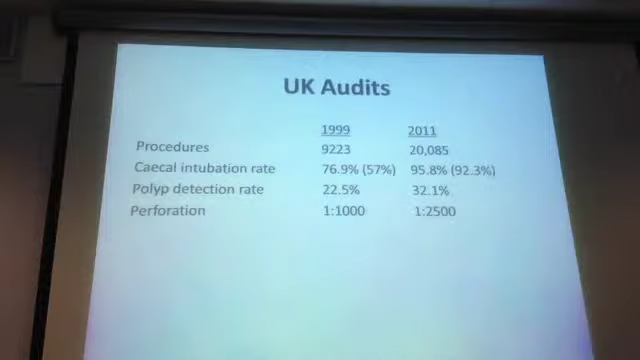 UK Audits
1999 2011
Procedures 9223 20,085
Caecal intubation rate 76.9% (57%) 95.8% (92.3%)
Polyp detection rate 22.5% 32.1%
Perforation 1:1000 1:2500